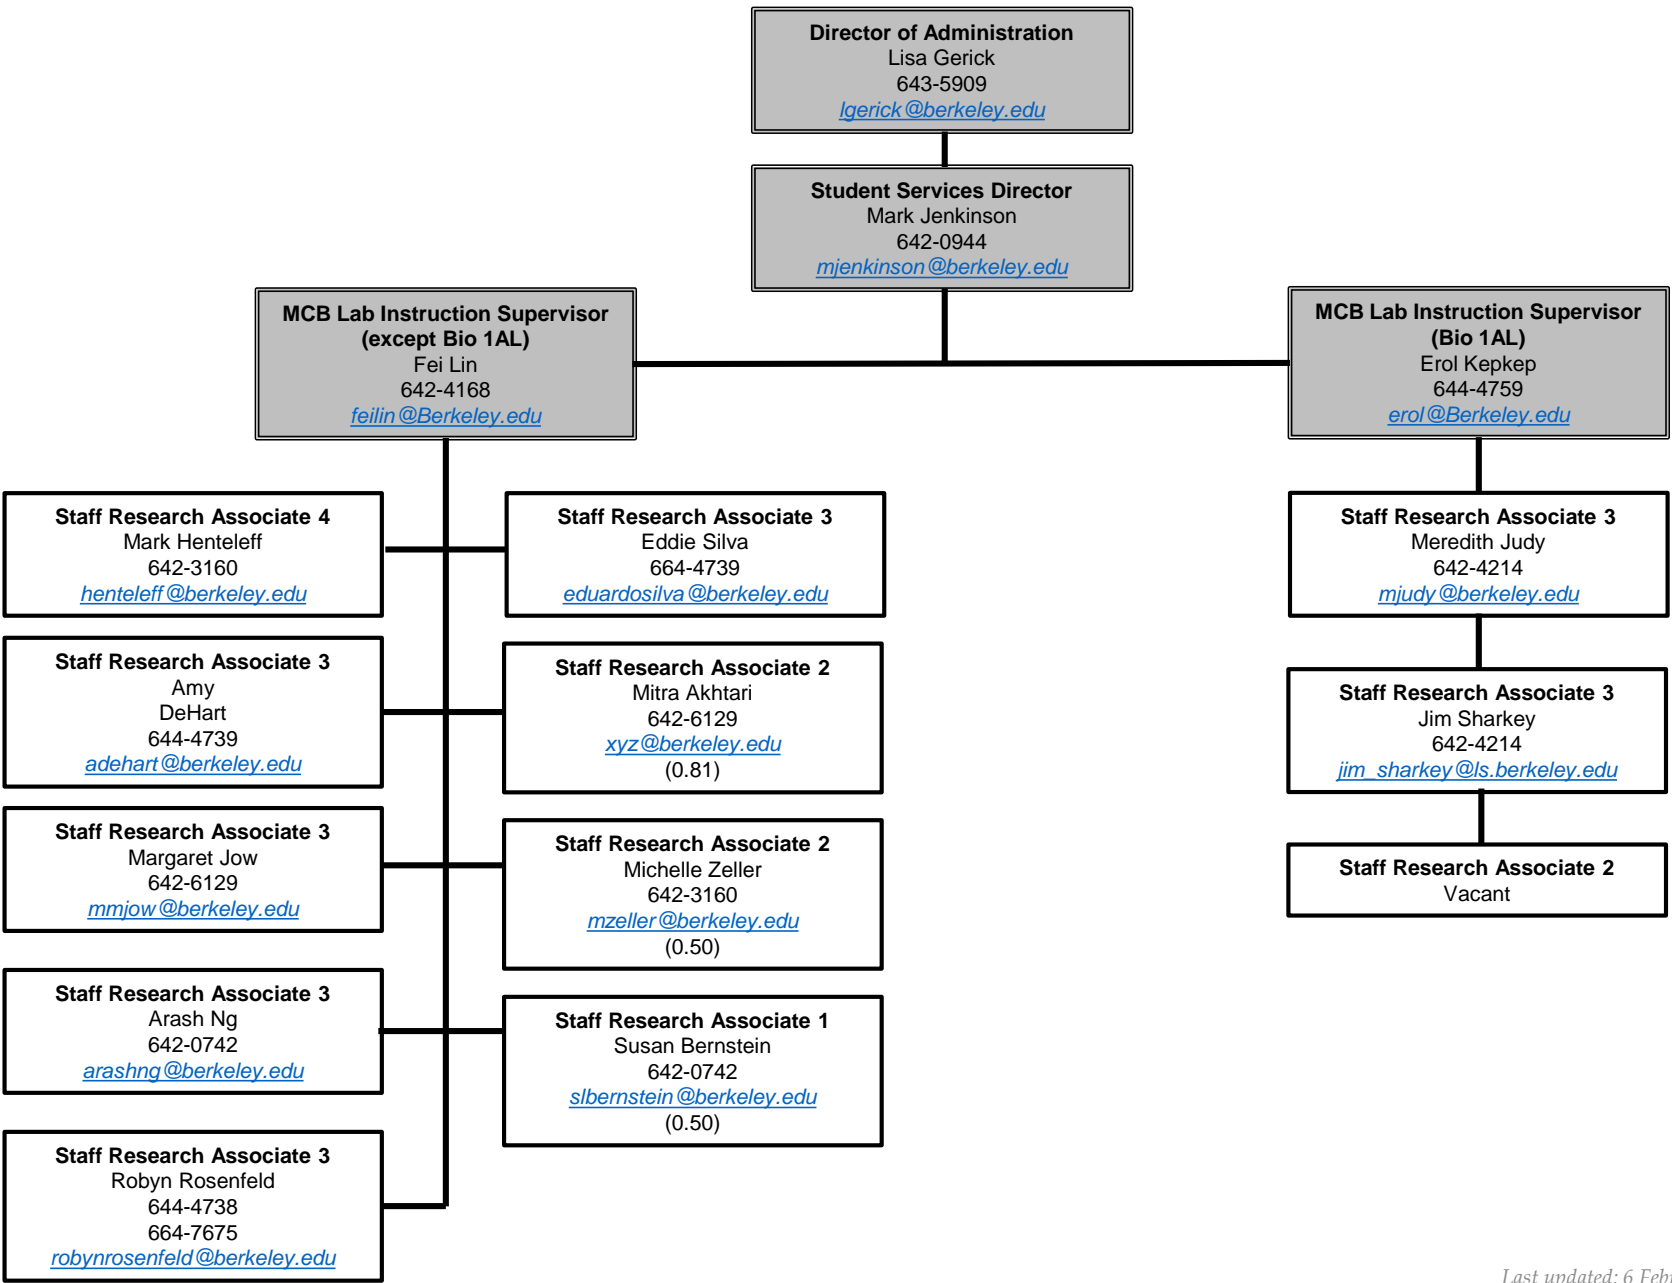 Director of Administration
Lisa Gerick
643-5909
lgerick@berkeley.edu
Student Services Director
Mark Jenkinson
642-0944
mjenkinson@berkeley.edu
MCB Lab Instruction Supervisor
(except Bio 1AL)
Fei Lin
642-4168
feilin@Berkeley.edu
MCB Lab Instruction Supervisor
(Bio 1AL)
Erol Kepkep
644-4759
erol@Berkeley.edu
Staff Research Associate 4
Mark Henteleff
642-3160
henteleff@berkeley.edu
Staff Research Associate 3
Eddie Silva
664-4739
eduardosilva@berkeley.edu
Staff Research Associate 3
Meredith Judy
642-4214
mjudy@berkeley.edu
Staff Research Associate 3
Amy
DeHart
644-4739
adehart@berkeley.edu
Staff Research Associate 2
Mitra Akhtari
642-6129
xyz@berkeley.edu
(0.81)
Staff Research Associate 3
Jim Sharkey
642-4214
jim_sharkey@ls.berkeley.edu
Staff Research Associate 3
Margaret Jow
642-6129
mmjow@berkeley.edu
Staff Research Associate 2
Michelle Zeller
642-3160
mzeller@berkeley.edu
(0.50)
Staff Research Associate 2
Vacant
Staff Research Associate 3
Arash Ng
642-0742
arashng@berkeley.edu
Staff Research Associate 1
Susan Bernstein
642-0742
slbernstein@berkeley.edu
(0.50)
Staff Research Associate 3
Robyn Rosenfeld
644-4738
664-7675
robynrosenfeld@berkeley.edu
Last updated: 6